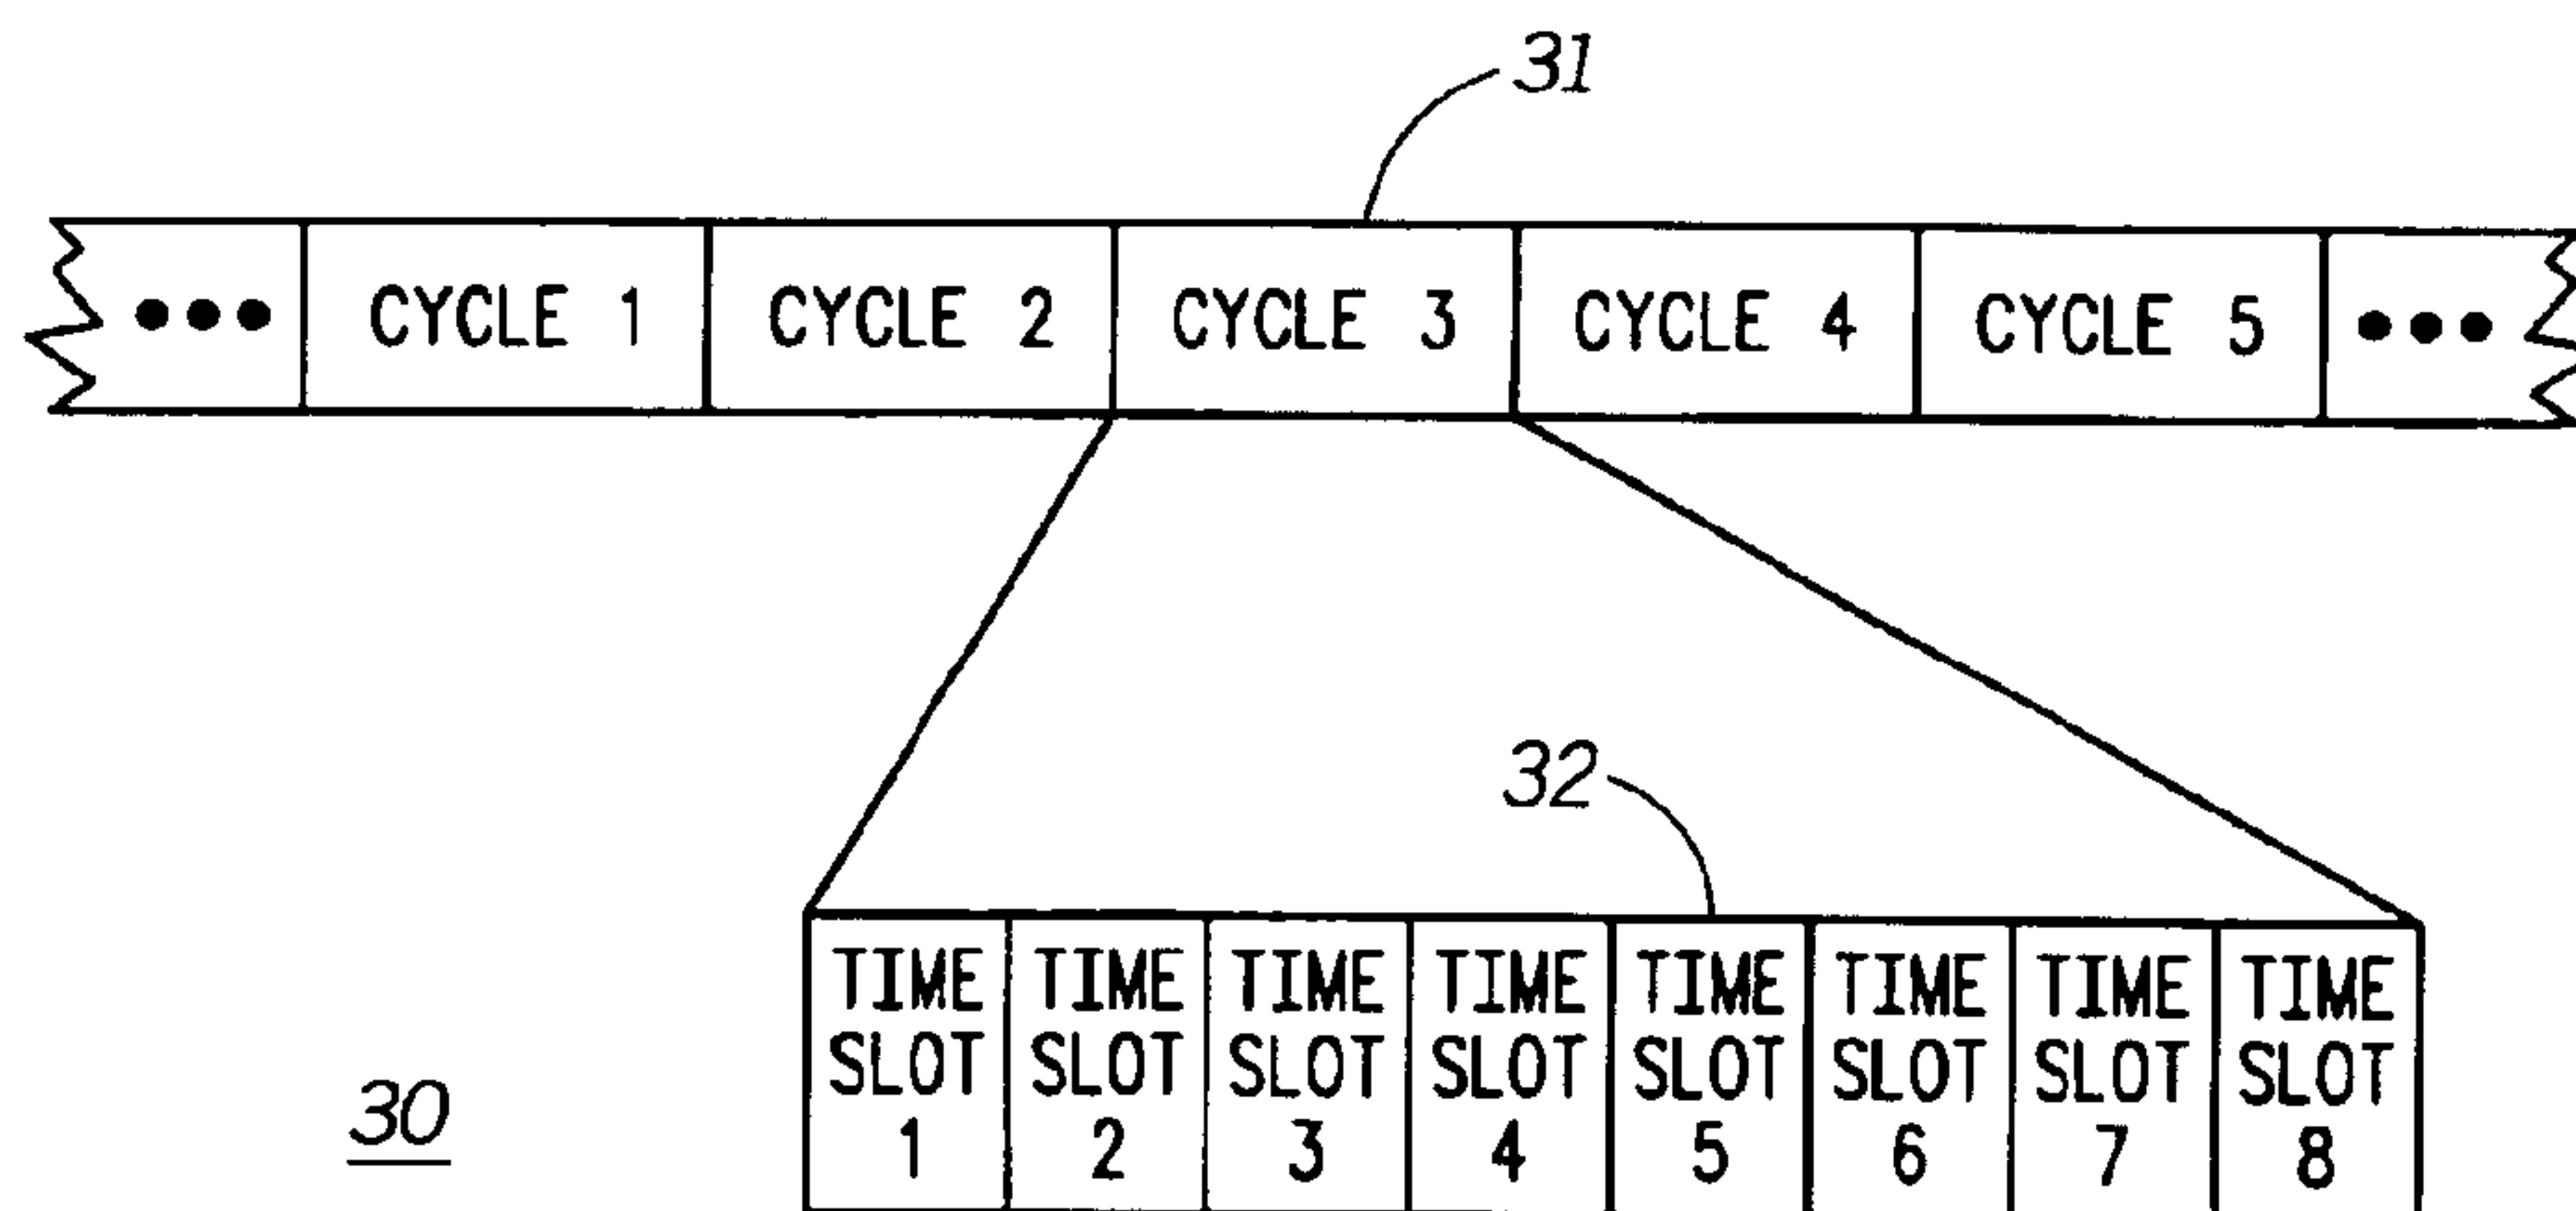 31
••• CYCLE 1 CYCLE 2 CYCLE 3 CYCLE 4 CYCLE 5 •••
32
TIME TIME TIME TIME TIME TIME TIME TIME
SLOT SLOT SLOT SLOT SLOT SLOT SLOT SLOT
1 2 3 4 5 6 7 8
30